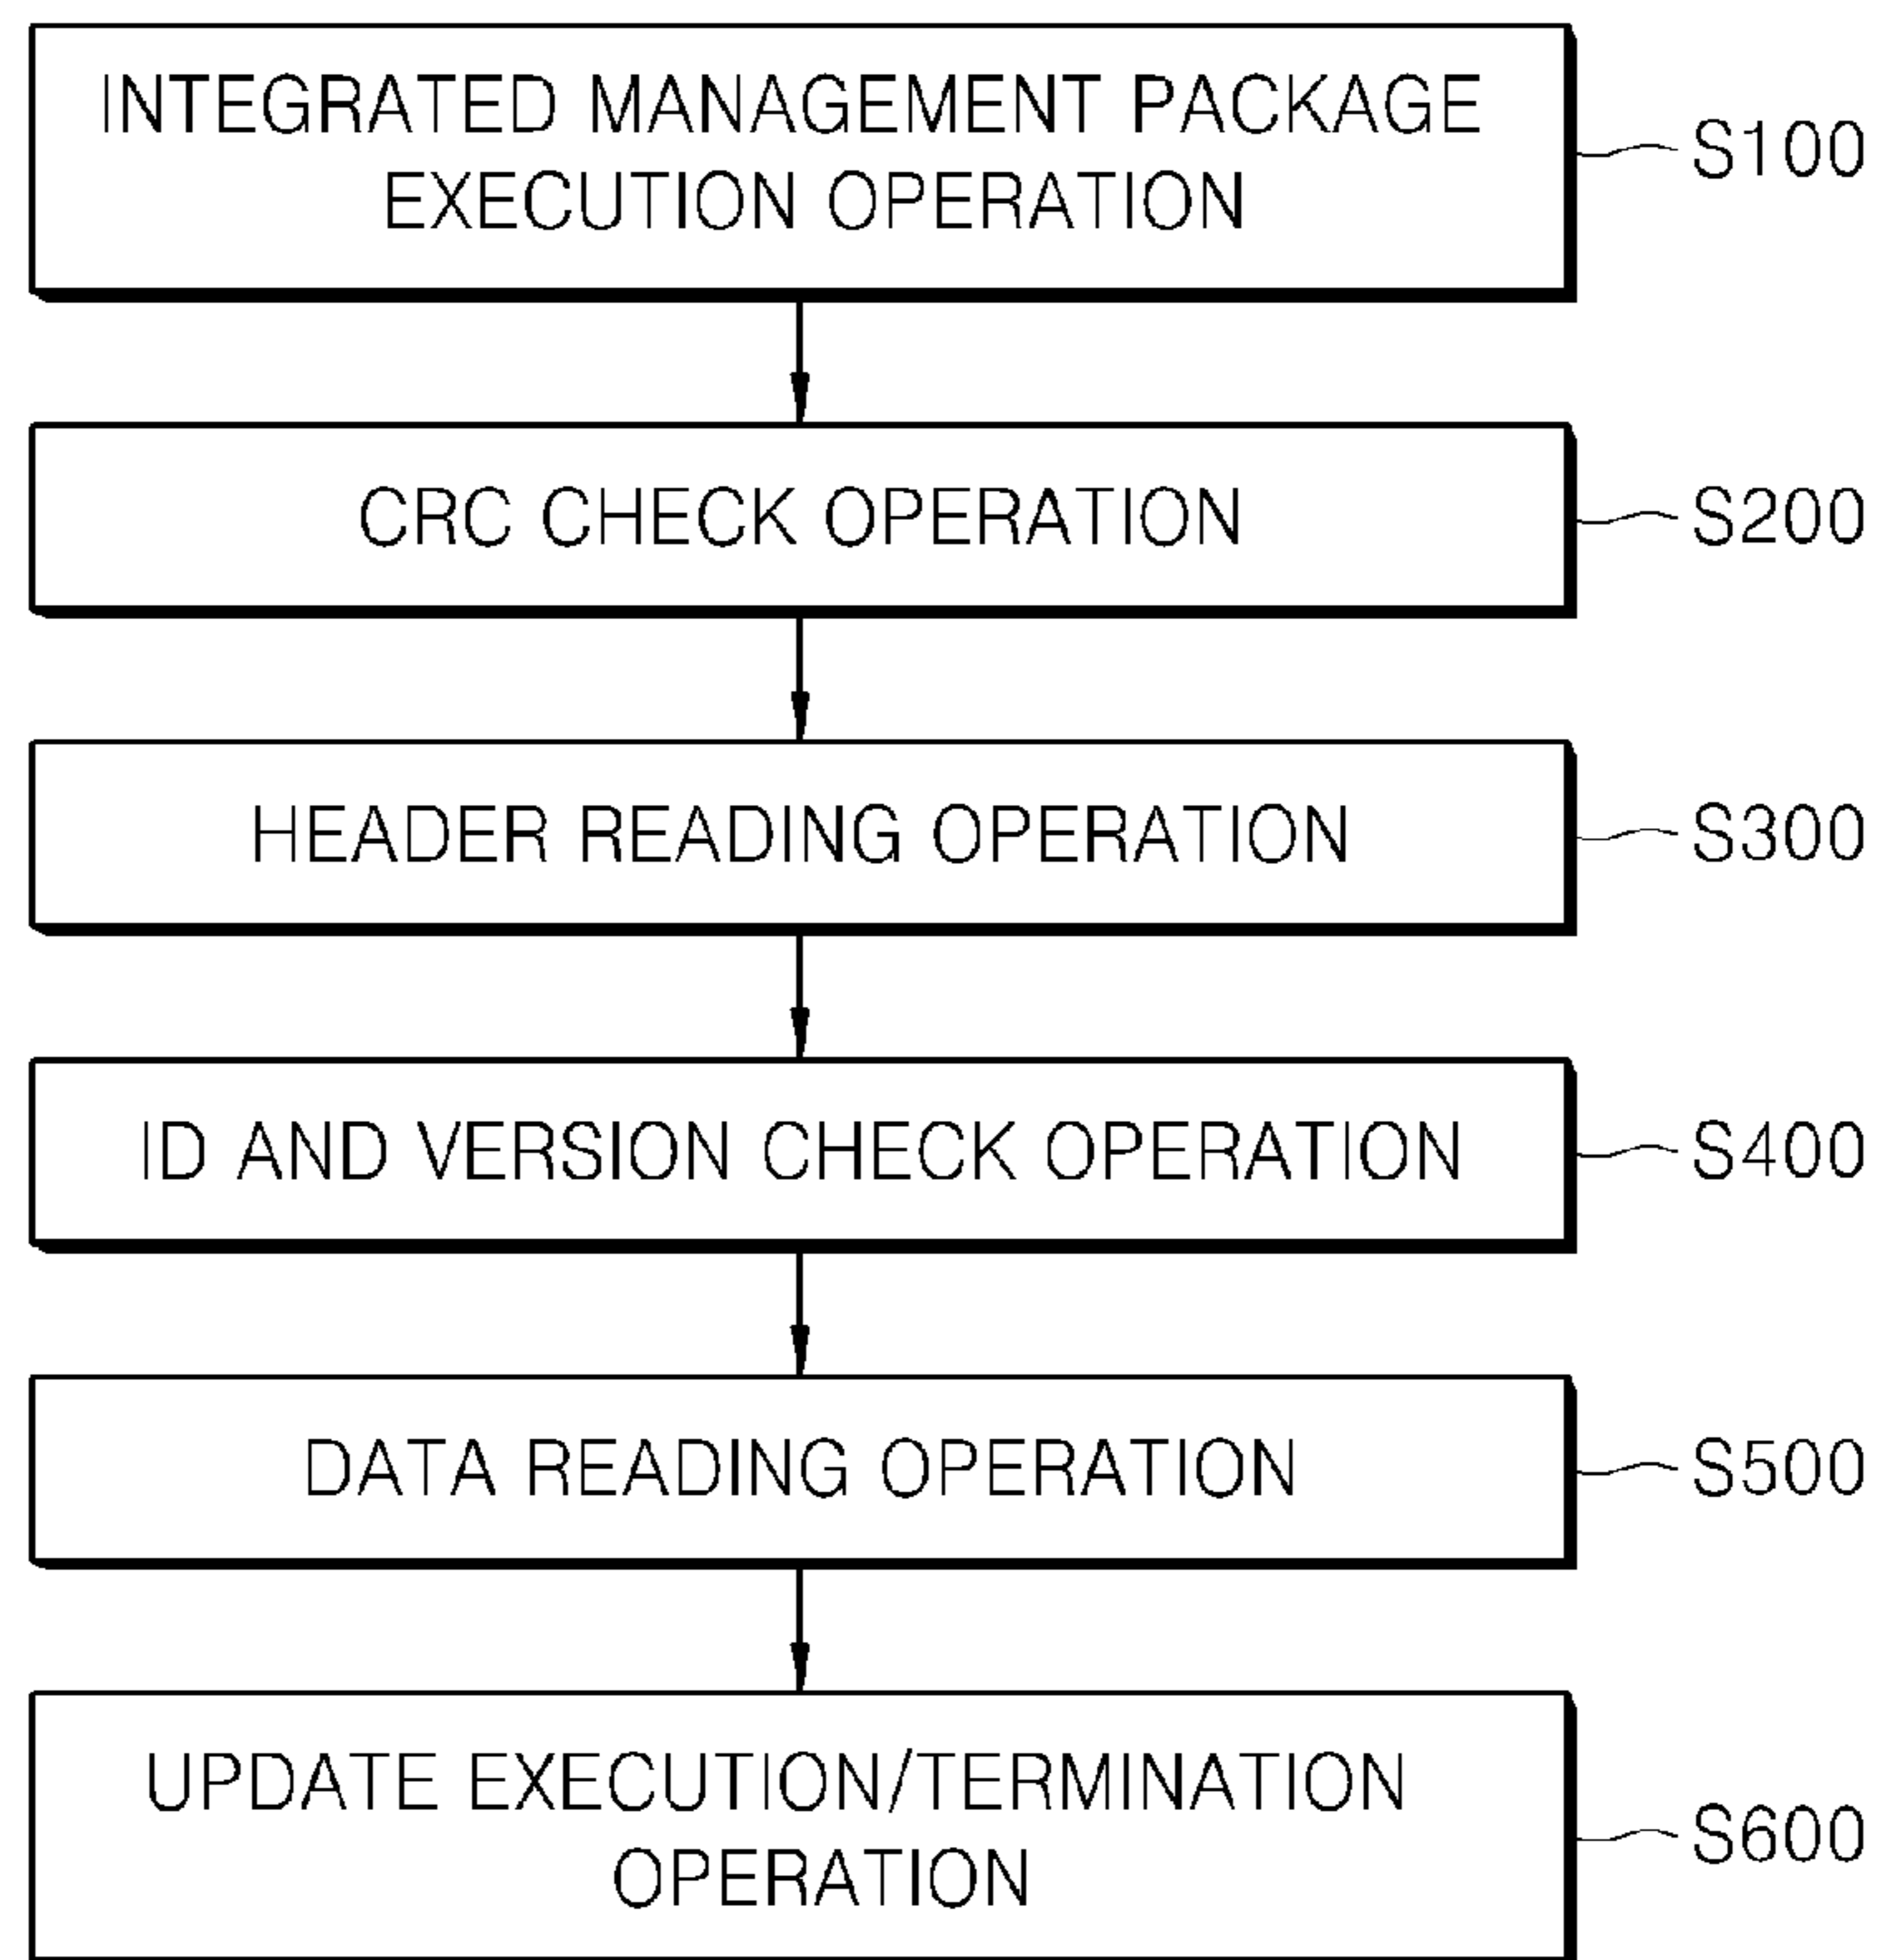 INTEGRATED MANAGEMENT PACKAGE
EXECUTION OPERATION
S100
CRC CHECK OPERATION
S200
HEADER READING OPERATION
S300
ID AND VERSION CHECK OPERATION
S400
DATA READING OPERATION
S500
UPDATE EXECUTION/TERMINATION
OPERATION
S600